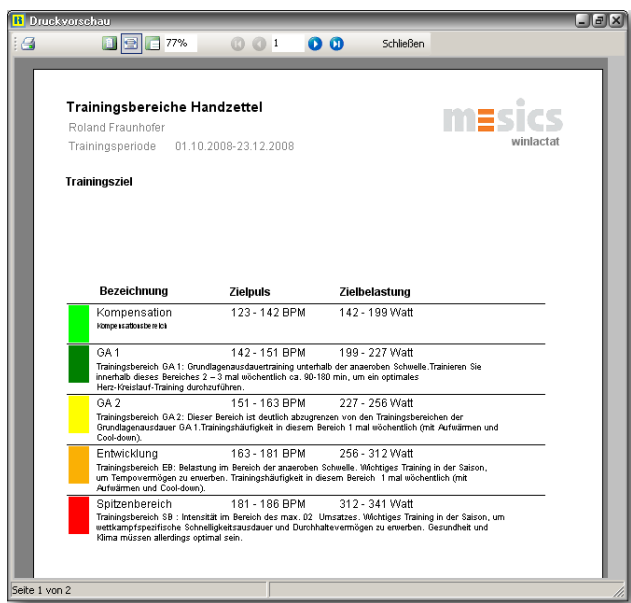 Druckvorschau
77%
1
Schließen
Trainingsbereiche Handzettel
Roland Fraunhofer
Trainingsperiode 01.10.2008-23.12.2008
mesics
winlactat
Trainingsziel
Bezeichnung Zielpuls Zielbelastung
Kompensation 123 - 142 BPM 142 - 199 Watt
Kompensationsbereich
GA 1 142 - 151 BPM 199 - 227 Watt
Trainingsbereich GA 1: Grundlagenausdauertraining unterhalb der anaeroben Schwelle.Trainieren Sie
innerhalb dieses Bereiches 2 – 3 mal wöchentlich ca. 90-180 min, um ein optimales
Herz-Kreislauf-Training durchzuführen.
GA 2 151 - 163 BPM 227 - 256 Watt
Trainingsbereich GA 2: Dieser Bereich ist deutlich abzugrenzen von den Trainingsbereichen der
Grundlagenausdauer GA 1.Trainingshäufigkeit in diesem Bereich 1 mal wöchentlich (mit Aufwärmen und
Cool-down).
Entwicklung 163 - 181 BPM 256 - 312 Watt
Trainingsbereich EB: Belastung im Bereich der anaeroben Schwelle. Wichtiges Training in der Saison,
um Tempovermögen zu erwerben. Trainingshäufigkeit in diesem Bereich 1 mal wöchentlich (mit
Aufwärmen und Cool-down).
Spitzenbereich 181 - 186 BPM 312 - 341 Watt
Trainingsbereich SB : Intensität im Bereich des max. O2 Umsatzes. Wichtiges Training in der Saison, um
wettkampfspezifische Schnelligkeitsausdauer und Durchhaltevermögen zu erwerben. Gesundheit und
Klima müssen allerdings optimal sein.
Seite 1 von 2